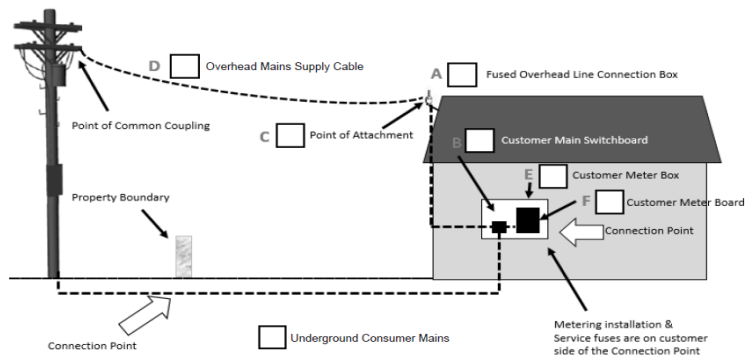 D Overhead Mains Supply Cable
A Fused Overhead Line Connection Box
Point of Common Coupling
C Point of Attachment
B Customer Main Switchboard
E Customer Meter Box
Property Boundary
F Customer Meter Board
Connection Point
Metering installation &
Service fuses are on customer
side of the Connection Point
Underground Consumer Mains
Connection Point